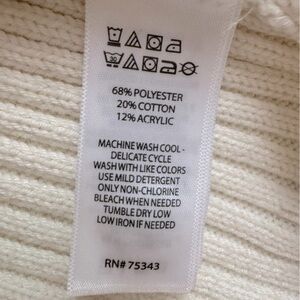 68% POLYESTER
20% COTTON
12% ACRYLIC
MACHINE WASH COOL -
DELICATE CYCLE
WASH WITH LIKE COLORS
USE MILD DETERGENT
ONLY NON-CHLORINE
BLEACH WHEN NEEDED
TUMBLE DRY LOW
LOW IRON IF NEEDED
RN# 75343